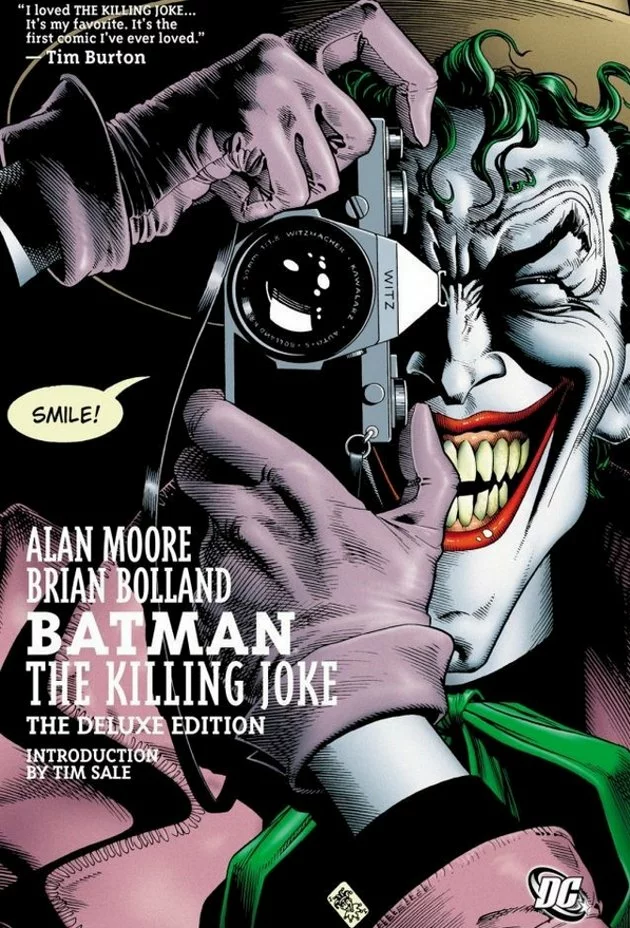 “I loved THE KILLING JOKE...
It's my favorite. It's the
first comic I've ever loved.”
— Tim Burton
WITZ
SMILE!
ALAN MOORE
BRIAN BOLLAND
BATMAN
THE KILLING JOKE
THE DELUXE EDITION
INTRODUCTION
BY TIM SALE
DC